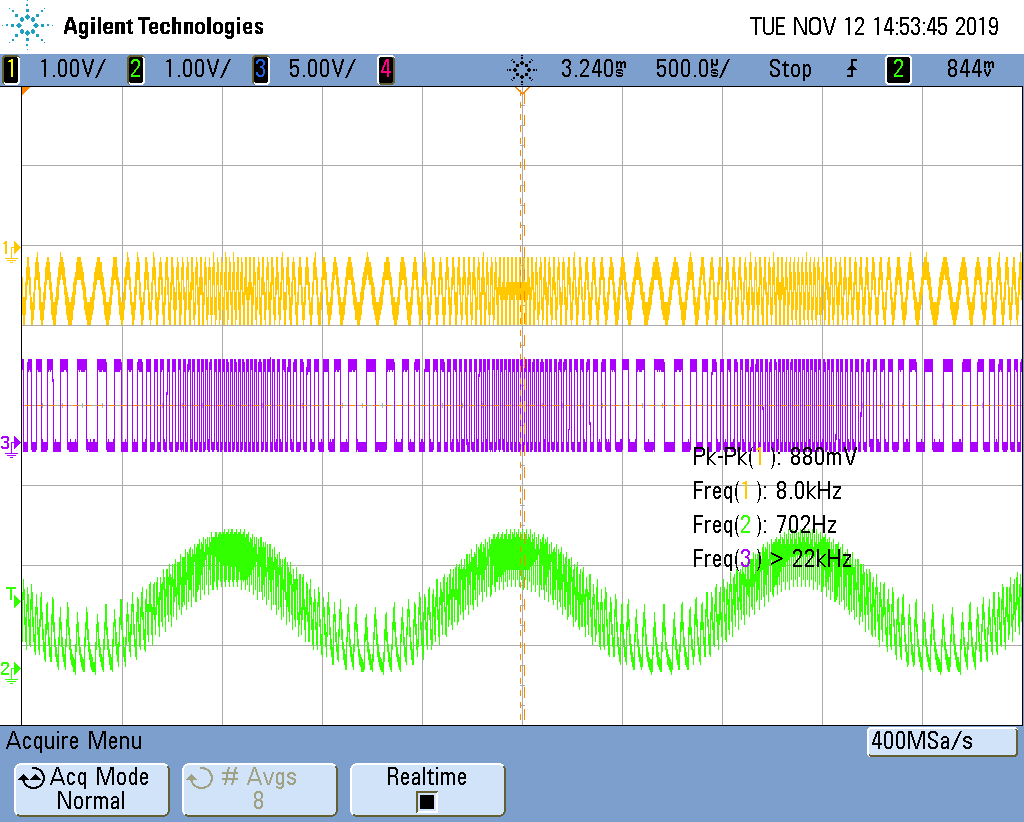 Agilent Technologies TUE NOV 12 14:53:45 2019
1 1.00V/ 2 1.00V/ 3 5.00V/ 4 3.240ms 500.0us/ Stop 2 844mV
1
3
Pk-Pk(1): 880mV
Freq(1): 8.0kHz
Freq(2): 702Hz
Freq(3) > 22kHz
T
2
Acquire Menu 400MSa/s
Acq Mode # Avgs Realtime
Normal 8